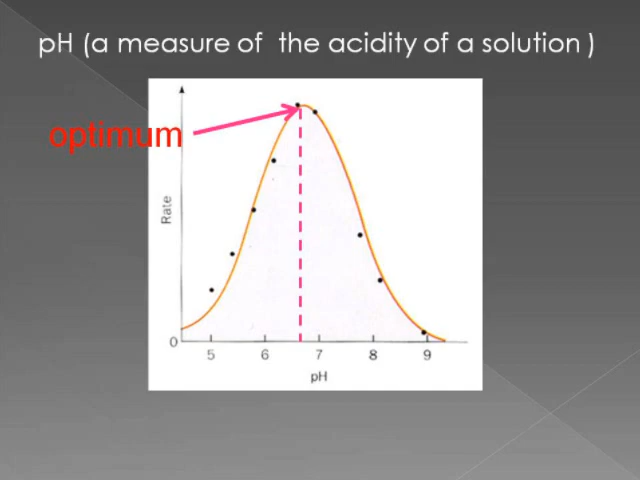 pH (a measure of  the acidity of a solution )
optimum
Rate
0
5 6 7 8 9
pH